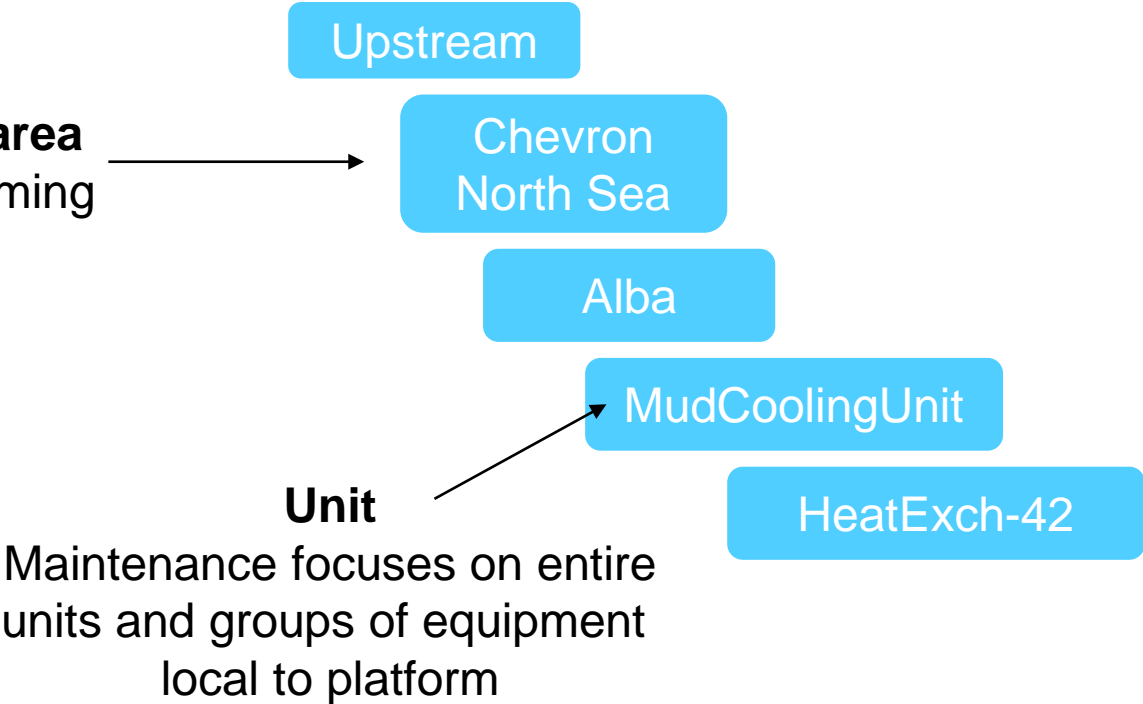 Upstream
area
Chevron
North Sea
Alba
MudCoolingUnit
HeatExch-42
Unit
Maintenance focuses on entire
units and groups of equipment
local to platform